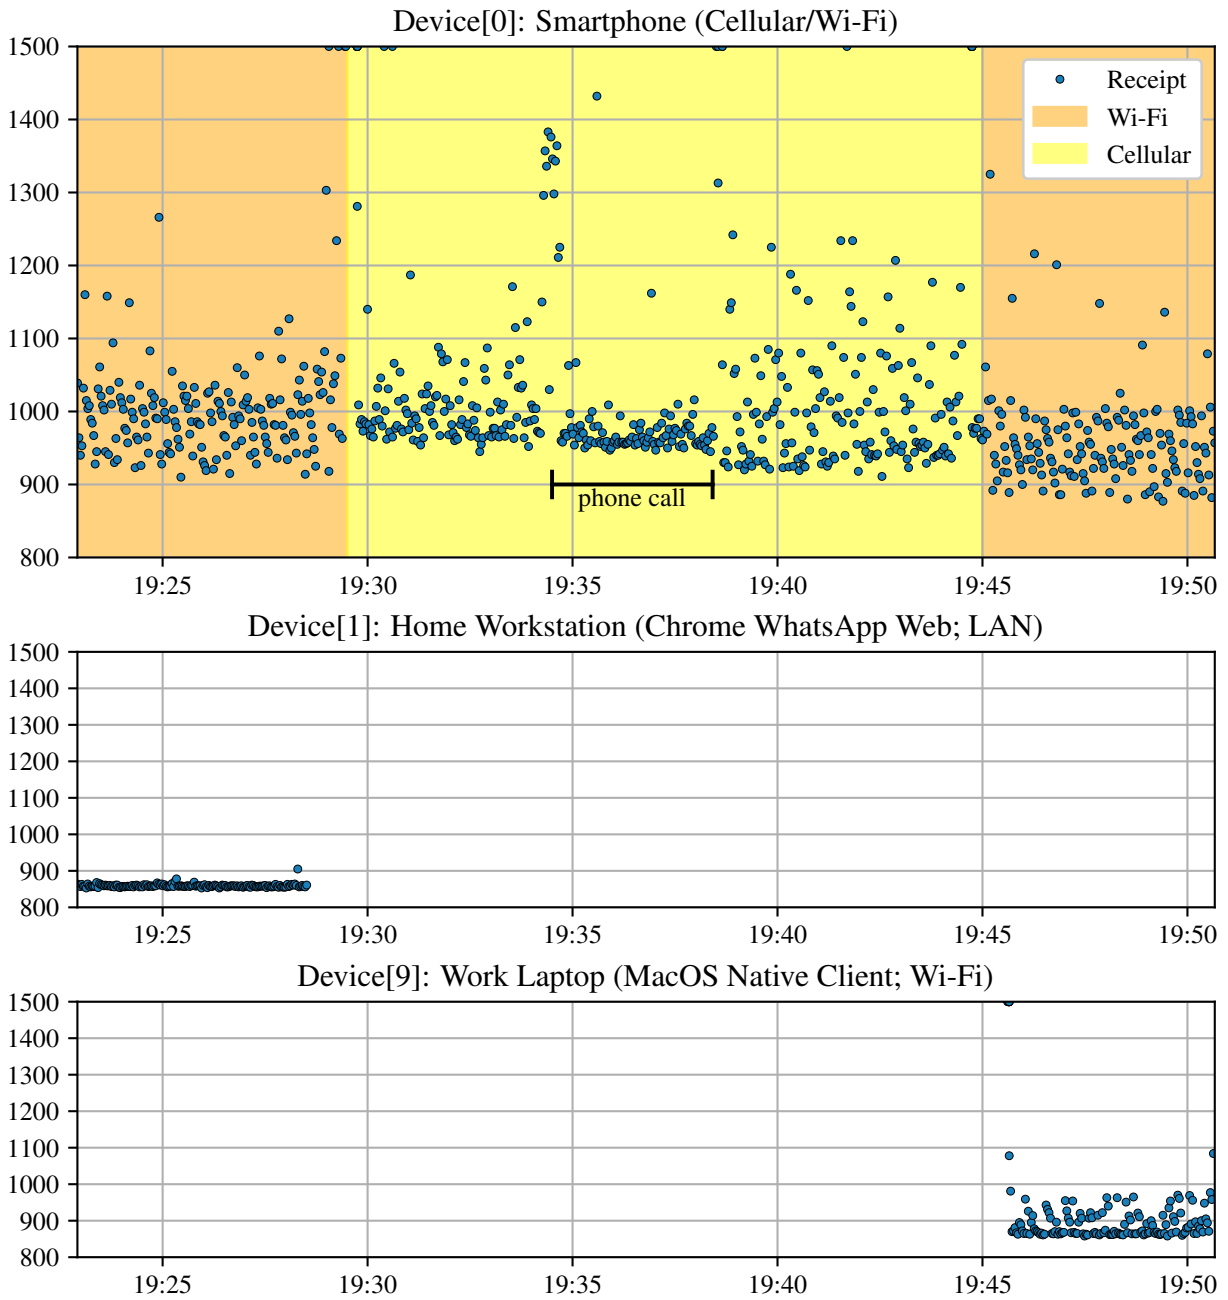 Device[0]: Smartphone (Cellular/Wi-Fi)
1500
1400
1300
1200
1100
1000
900
800
Receipt
Wi-Fi
Cellular
phone call
19:25 19:30 19:35 19:40 19:45 19:50
Device[1]: Home Workstation (Chrome WhatsApp Web; LAN)
1500
1400
1300
1200
1100
1000
900
800
19:25 19:30 19:35 19:40 19:45 19:50
Device[9]: Work Laptop (MacOS Native Client; Wi-Fi)
1500
1400
1300
1200
1100
1000
900
800
19:25 19:30 19:35 19:40 19:45 19:50